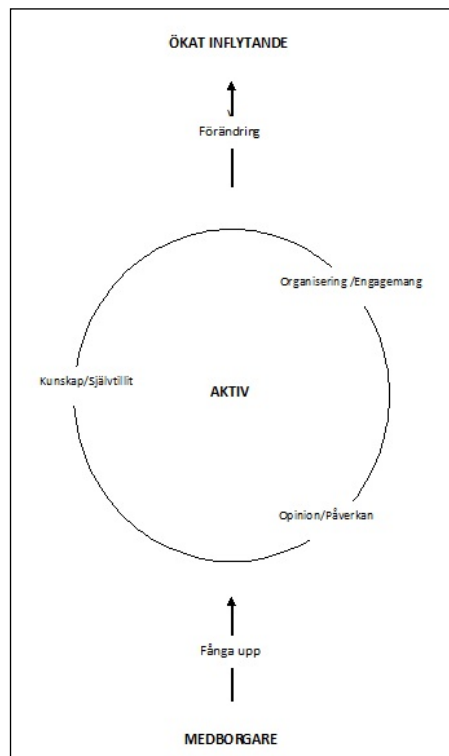 ÖKAT INFLYTANDE
Förändring
Organisering /Engagemang
Kunskap/Självtillit
AKTIV
Opinion/Påverkan
Fånga upp
MEDBORGARE